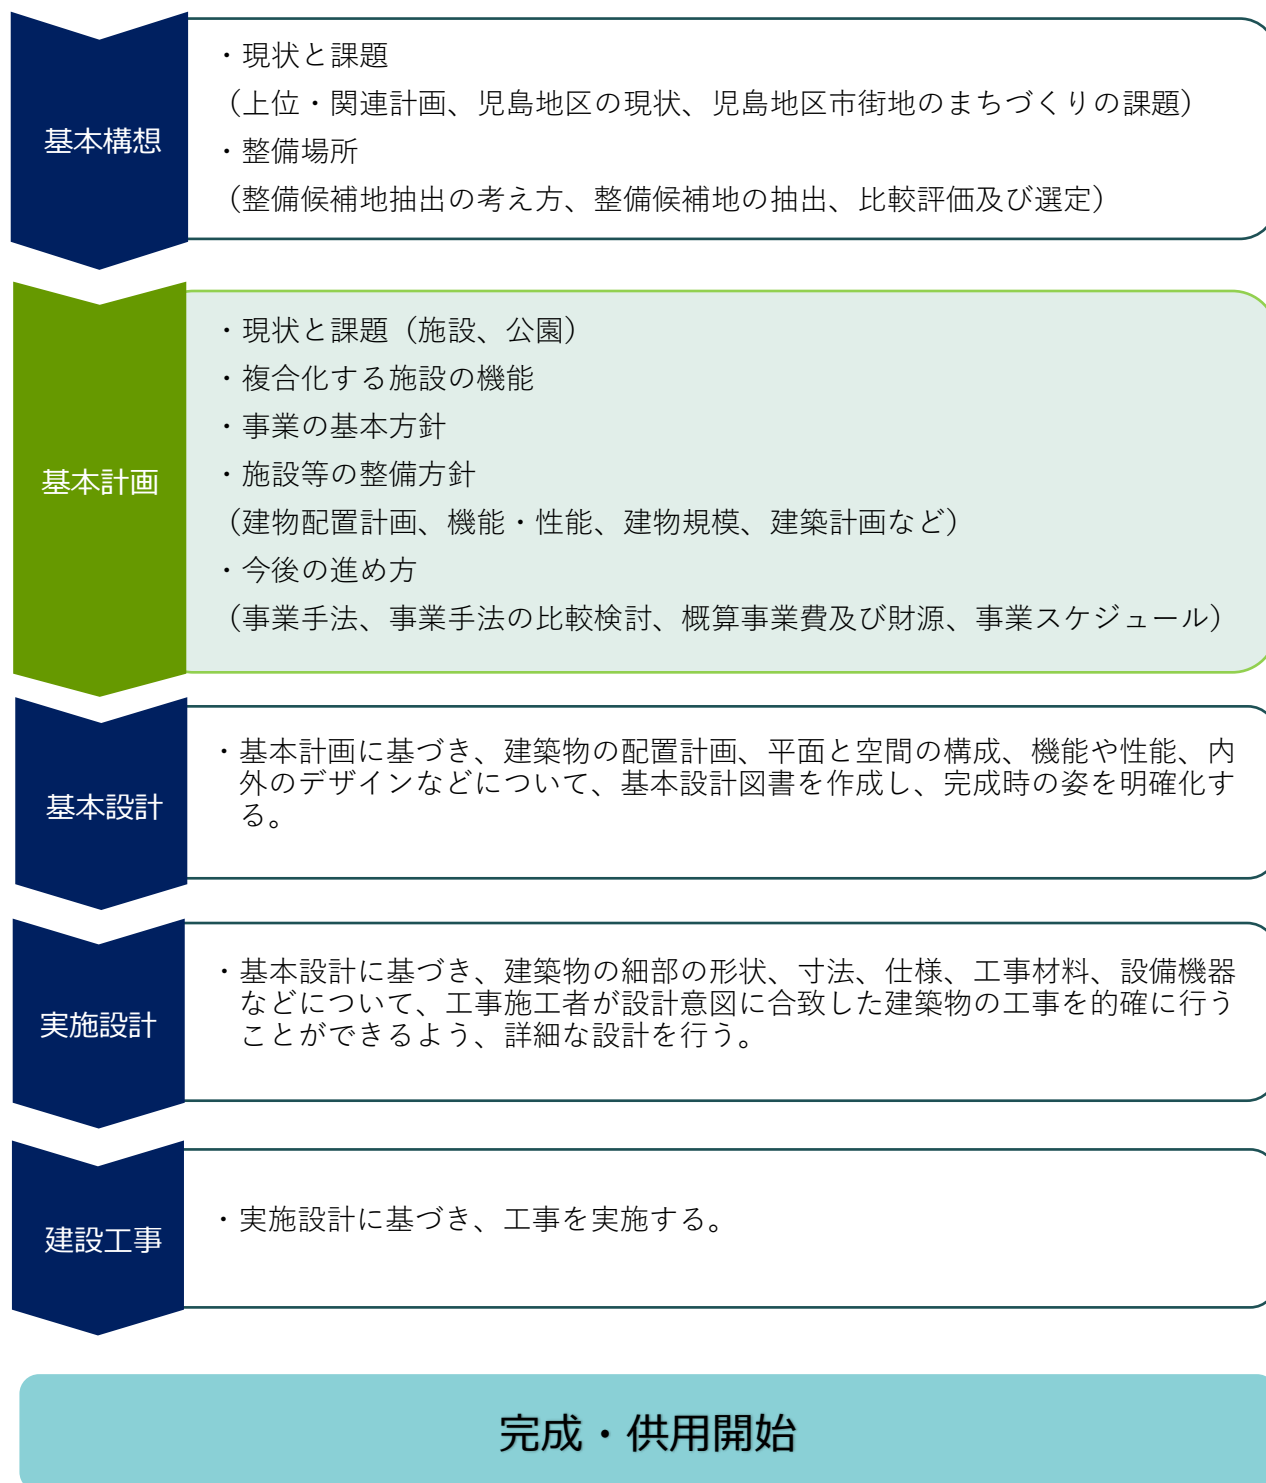 基本構想
・現状と課題
（上位・関連計画、児島地区の現状、児島地区市街地のまちづくりの課題）
・整備場所
（整備候補地抽出の考え方、整備候補地の抽出、比較評価及び選定）
基本計画
・現状と課題（施設、公園）
・複合化する施設の機能
・事業の基本方針
・施設等の整備方針
（建物配置計画、機能・性能、建物規模、建築計画など）
・今後の進め方
（事業手法、事業手法の比較検討、概算事業費及び財源、事業スケジュール）
基本設計
・基本計画に基づき、建築物の配置計画、平面と空間の構成、機能や性能、内
外のデザインなどについて、基本設計図書を作成し、完成時の姿を明確化す
る。
実施設計
・基本設計に基づき、建築物の細部の形状、寸法、仕様、工事材料、設備機器
などについて、工事施工者が設計意図に合致した建築物の工事を的確に行う
ことができるよう、詳細な設計を行う。
建設工事
・実施設計に基づき、工事を実施する。
完成・供用開始